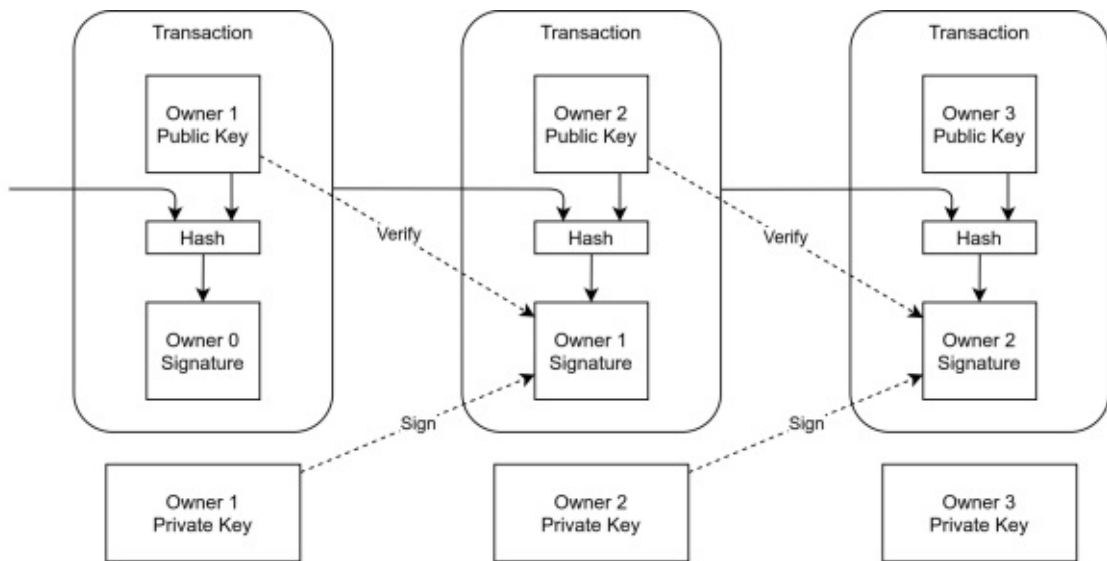 Transaction
Transaction
Transaction
Owner 1
Public Key
Owner 2
Public Key
Owner 3
Public Key
Hash
Verify
Hash
Verify
Hash
Owner 0
Signature
Owner 1
Signature
Owner 2
Signature
Sign
Sign
Owner 1
Private Key
Owner 2
Private Key
Owner 3
Private Key